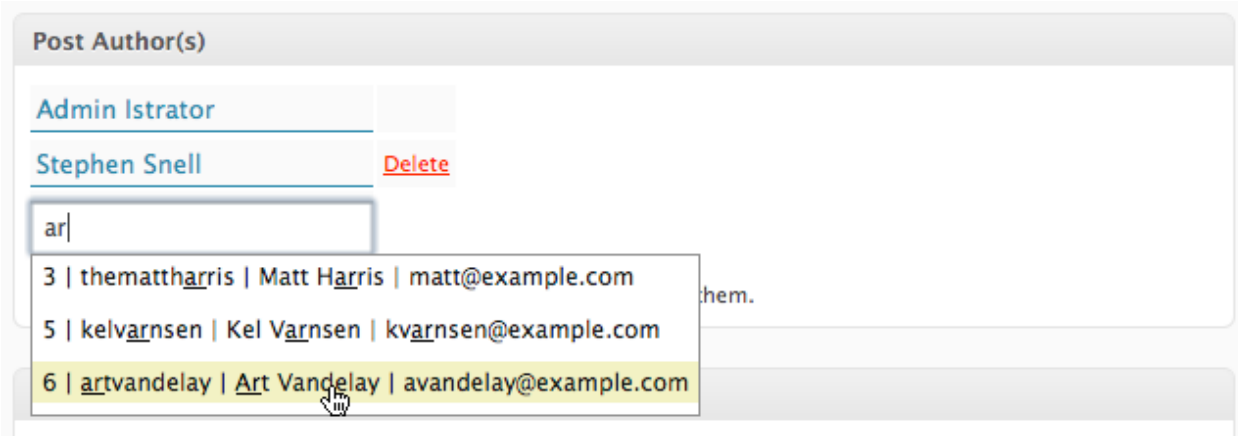 Post Author(s)
Admin Istrator
Stephen Snell Delete
ar
3 | themattharris | Matt Harris | matt@example.com
them.
5 | kelvarnsen | Kel Varnsen | kvarnsen@example.com
6 | artvandelay | Art Vandelay | avandelay@example.com